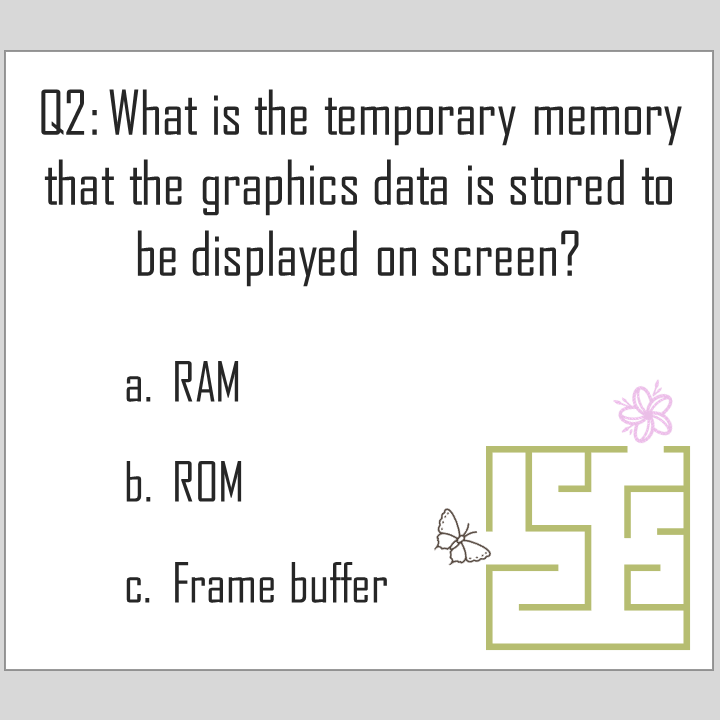 Q2: What is the temporary memory
that the graphics data is stored to
be displayed on screen?
a. RAM
b. ROM
c. Frame buffer